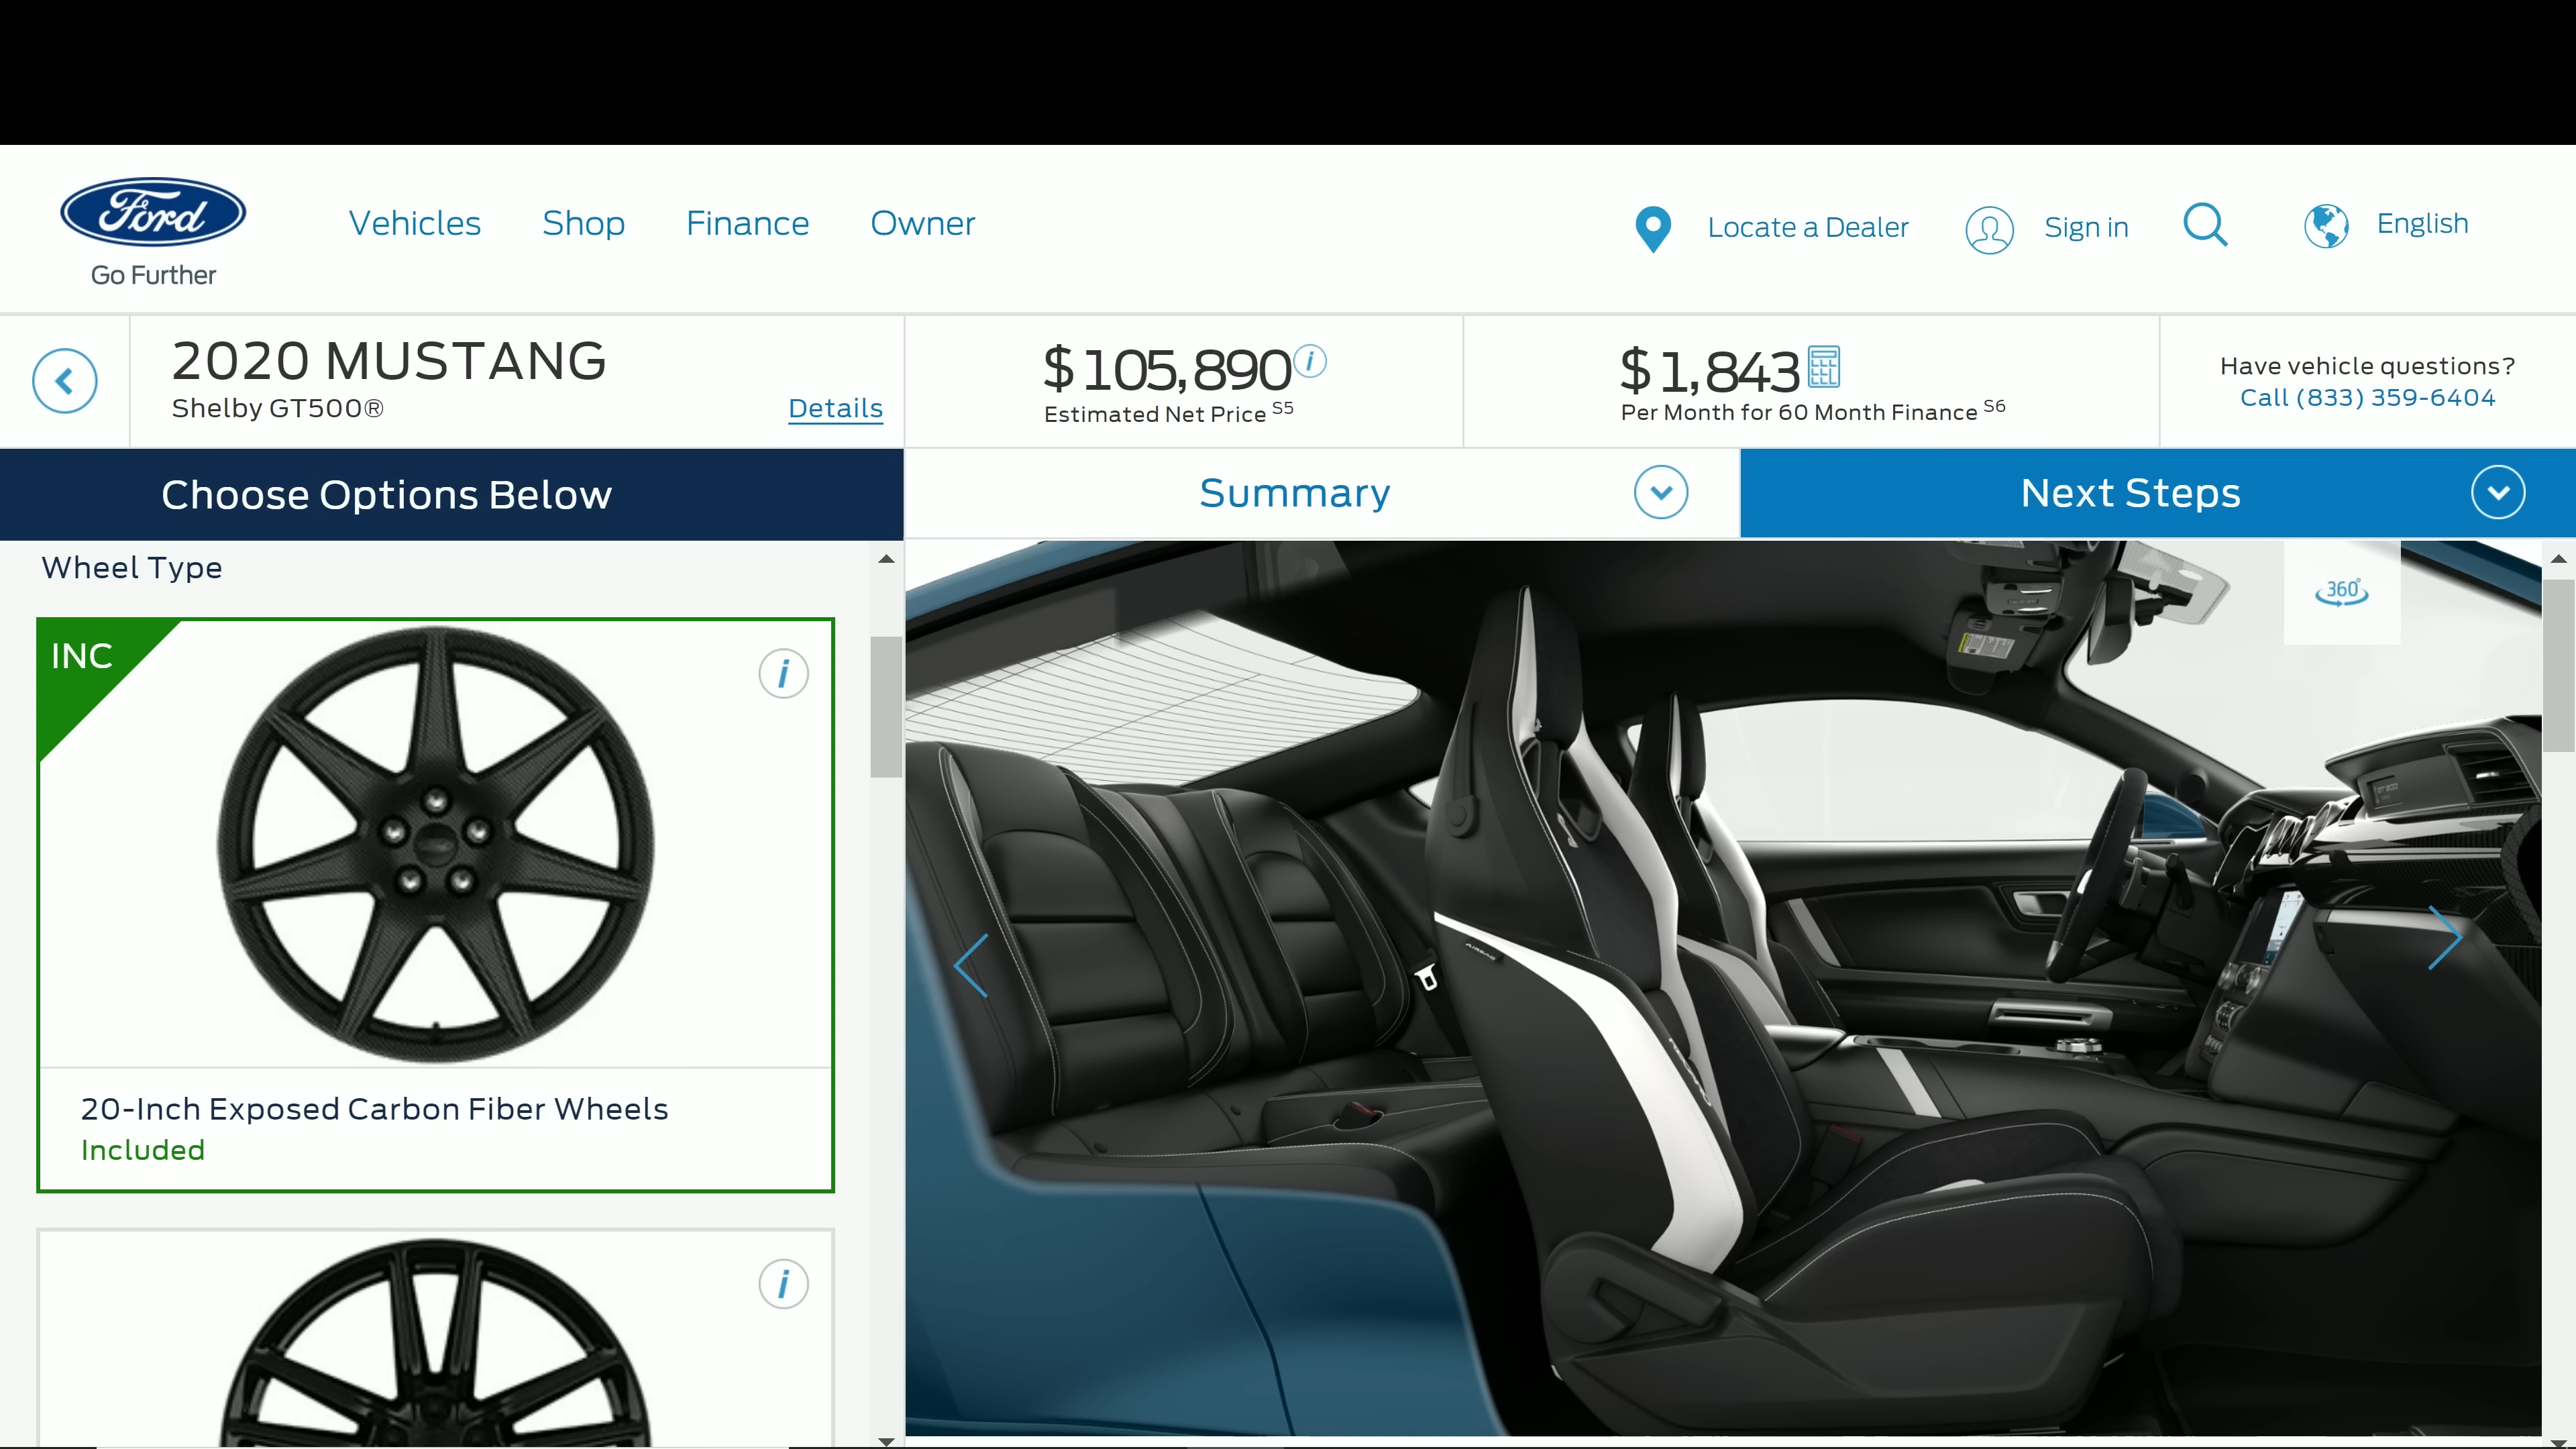 Ford
Go Further
Vehicles
Shop
Finance
Owner
Locate a Dealer
Sign in
English
2020 MUSTANG
Shelby GT500®
Details
$105,890
Estimated Net Price S5
$1,843
Per Month for 60 Month Finance S6
Have vehicle questions?
Call (833) 359-6404
Choose Options Below
Summary
Next Steps
Wheel Type
INC
i
20-Inch Exposed Carbon Fiber Wheels
Included
i
360°
AIRBAG